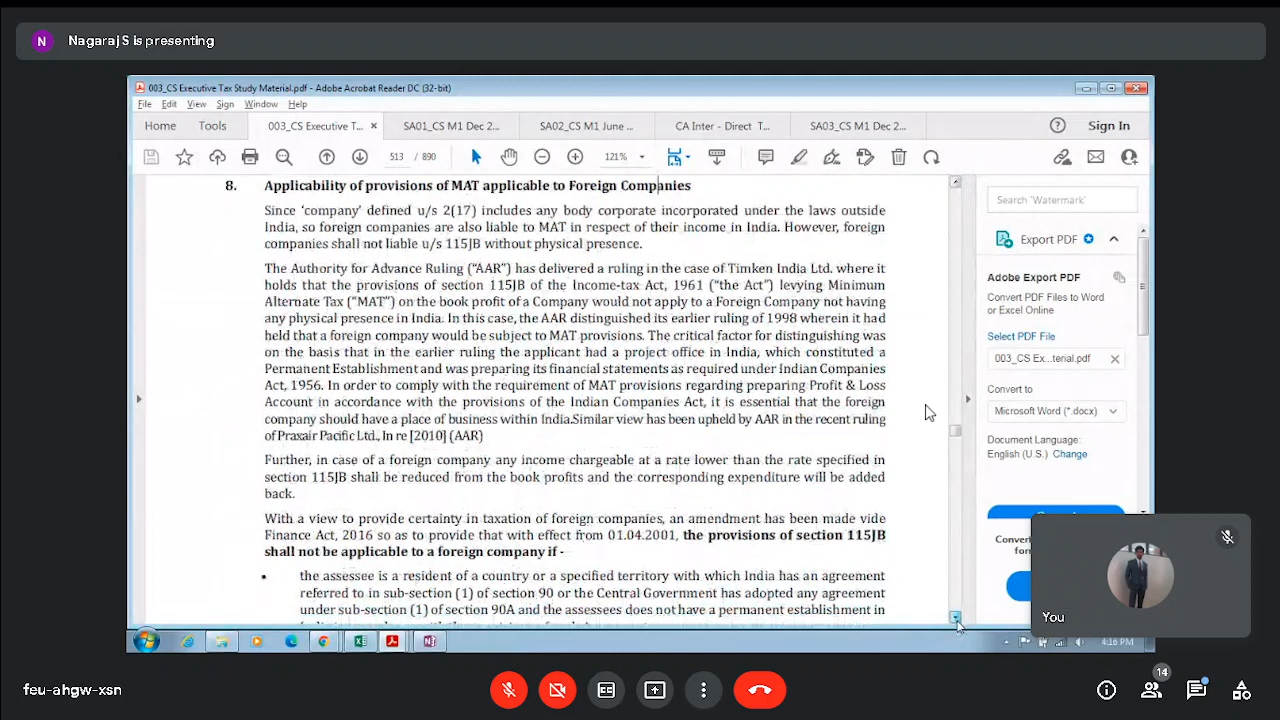 N Nagaraj S is presenting
003_CS Executive Tax Study Material.pdf - Adobe Acrobat Reader DC (32-bit)
File Edit View Sign Window Help
Home Tools 003_CS Executive T... × SA01_CS M1 Dec 2... SA02_CS M1 June ... CA Inter - Direct T... SA03_CS M1 Dec 2... Sign In
513 / 890 121%
8. Applicability of provisions of MAT applicable to Foreign Companies
Since ‘company’ defined u/s 2(17) includes any body corporate incorporated under the laws outside
India, so foreign companies are also liable to MAT in respect of their income in India. However, foreign
companies shall not liable u/s 115JB without physical presence.
The Authority for Advance Ruling (“AAR”) has delivered a ruling in the case of Timken India Ltd. where it
holds that the provisions of section 115JB of the Income-tax Act, 1961 (“the Act”) levying Minimum
Alternate Tax (“MAT”) on the book profit of a Company would not apply to a Foreign Company not having
any physical presence in India. In this case, the AAR distinguished its earlier ruling of 1998 wherein it had
held that a foreign company would be subject to MAT provisions. The critical factor for distinguishing was
on the basis that in the earlier ruling the applicant had a project office in India, which constituted a
Permanent Establishment and was preparing its financial statements as required under Indian Companies
Act, 1956. In order to comply with the requirement of MAT provisions regarding preparing Profit & Loss
Account in accordance with the provisions of the Indian Companies Act, it is essential that the foreign
company should have a place of business within India.Similar view has been upheld by AAR in the recent ruling
of Praxair Pacific Ltd., In re [2010] (AAR)
Further, in case of a foreign company any income chargeable at a rate lower than the rate specified in
section 115JB shall be reduced from the book profits and the corresponding expenditure will be added
back.
With a view to provide certainty in taxation of foreign companies, an amendment has been made vide
Finance Act, 2016 so as to provide that with effect from 01.04.2001, the provisions of section 115JB
shall not be applicable to a foreign company if -
• the assessee is a resident of a country or a specified territory with which India has an agreement
referred to in sub-section (1) of section 90 or the Central Government has adopted any agreement
under sub-section (1) of section 90A and the assessees does not have a permanent establishment in
Search 'Watermark'
Export PDF
Adobe Export PDF
Convert PDF Files to Word
or Excel Online
Select PDF File
003_CS Ex...terial.pdf
Convert to
Microsoft Word (*.docx)
Document Language:
English (U.S.) Change
You
4:16 PM
feu-ahgw-xsn
14